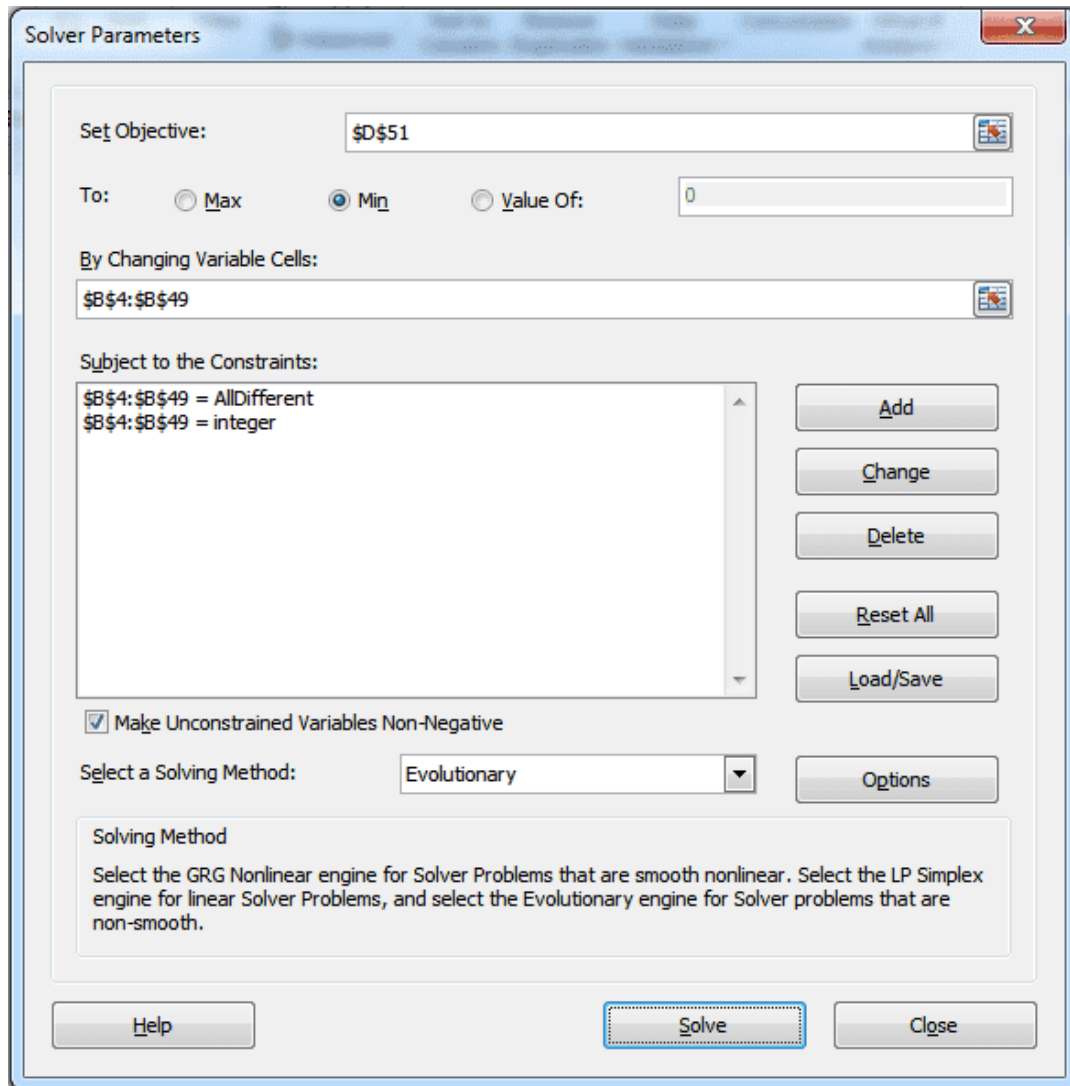 Solver Parameters
Set Objective:
$D$51
To:
Max
Min
Value Of:
0
By Changing Variable Cells:
$B$4:$B$49
Subject to the Constraints:
$B$4:$B$49 = AllDifferent
$B$4:$B$49 = integer
Add
Change
Delete
Reset All
Load/Save
Make Unconstrained Variables Non-Negative
Select a Solving Method:
Evolutionary
Options
Solving Method
Select the GRG Nonlinear engine for Solver Problems that are smooth nonlinear. Select the LP Simplex
engine for linear Solver Problems, and select the Evolutionary engine for Solver problems that are
non-smooth.
Help
Solve
Close